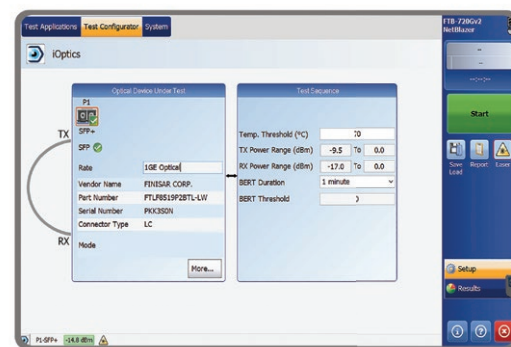 Test Applications Test Configurator System
FTB-720Gv2
NetBlazor
iOptics
Optical Device Under Test
Test Sequence
P1
SFP+
TX
SFP
Rate 1GE Optical
Vendor Name FINISAR CORP.
Part Number FTLF8519P2BTL-LW
Serial Number PKK3S0N
Connector Type LC
RX
Mode
More...
Temp. Threshold (°C) 70
TX Power Range (dBm) -9.5 To 0.0
RX Power Range (dBm) -17.0 To 0.0
BERT Duration 1 minute
BERT Threshold
--
--
--:--:--
Start
Save
Load
Report
Laser
Setup
Results
P1-SFP+ -14.8 dBm